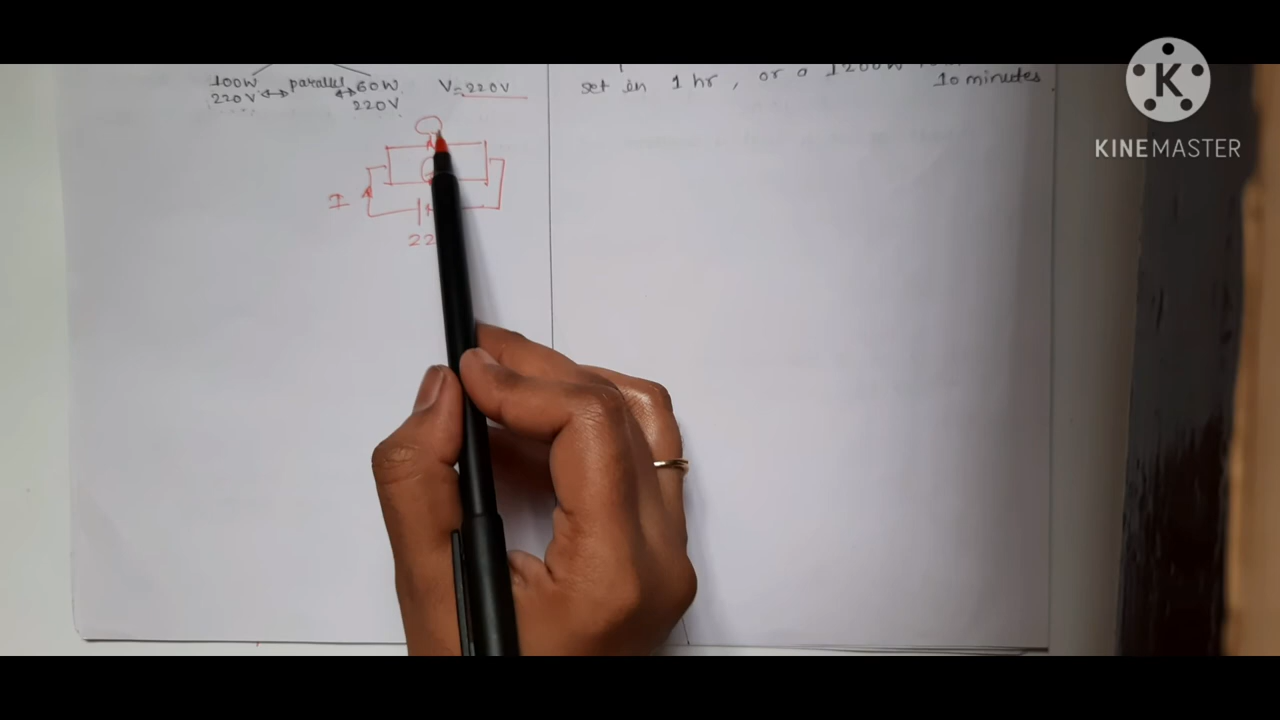 100W parallel 60W V = 220V
220V 220V
I
22
set in 1 hr, or a 1200W
10 minutes.
K
KINEMASTER